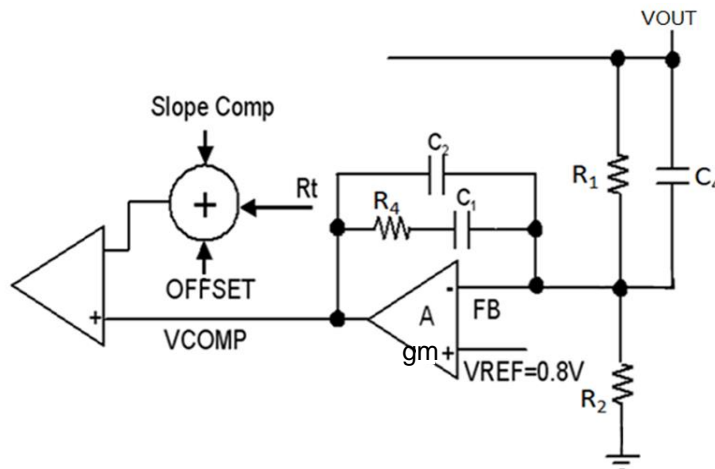 VOUT
Slope Comp
C₂
R₄
C₁
Rt
R₁
+
OFFSET
-
A
FB
+
VCOMP
gm+
VREF=0.8V
R₂